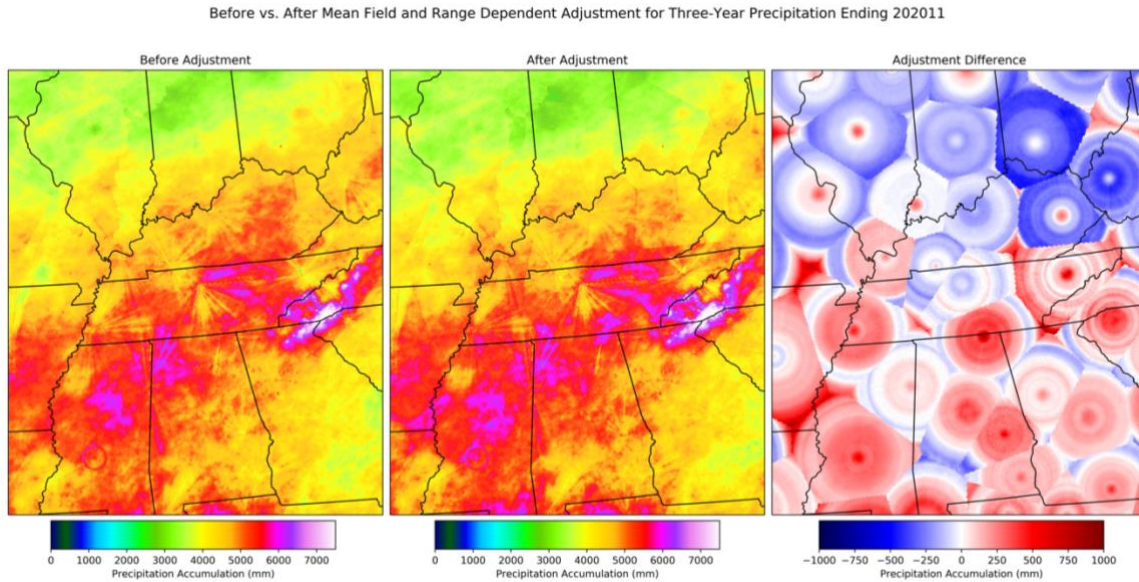 Before vs. After Mean Field and Range Dependent Adjustment for Three-Year Precipitation Ending 202011
Before Adjustment
After Adjustment
Adjustment Difference
0 1000 2000 3000 4000 5000 6000 7000
Precipitation Accumulation (mm)
0 1000 2000 3000 4000 5000 6000 7000
Precipitation Accumulation (mm)
−1000 −750 −500 −250 0 250 500 750 1000
Precipitation Accumulation (mm)